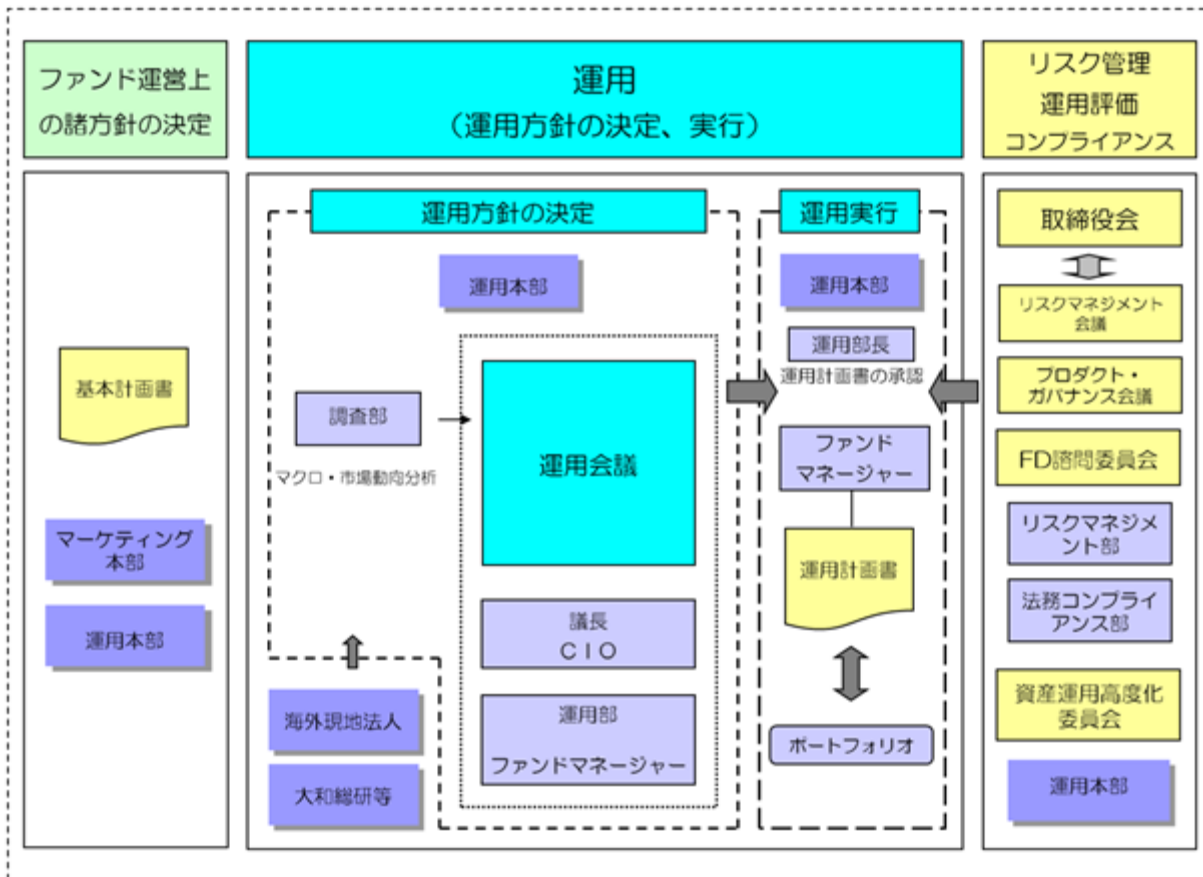 ファンド運営上
の諸方針の決定
運用
（運用方針の決定、実行）
リスク管理
運用評価
コンプライアンス
基本計画書
マーケティング
本部
運用本部
運用方針の決定
運用本部
調査部
マクロ・市場動向分析
運用会議
議長
ＣＩＯ
運用部
ファンドマネージャー
海外現地法人
大和総研等
運用実行
運用本部
運用部長
運用計画書の承認
ファンド
マネージャー
運用計画書
ポートフォリオ
取締役会
リスクマネジメント
会議
プロダクト・
ガバナンス会議
FD諮問委員会
リスクマネジメ
ント部
法務コンプライ
アンス部
資産運用高度化
委員会
運用本部